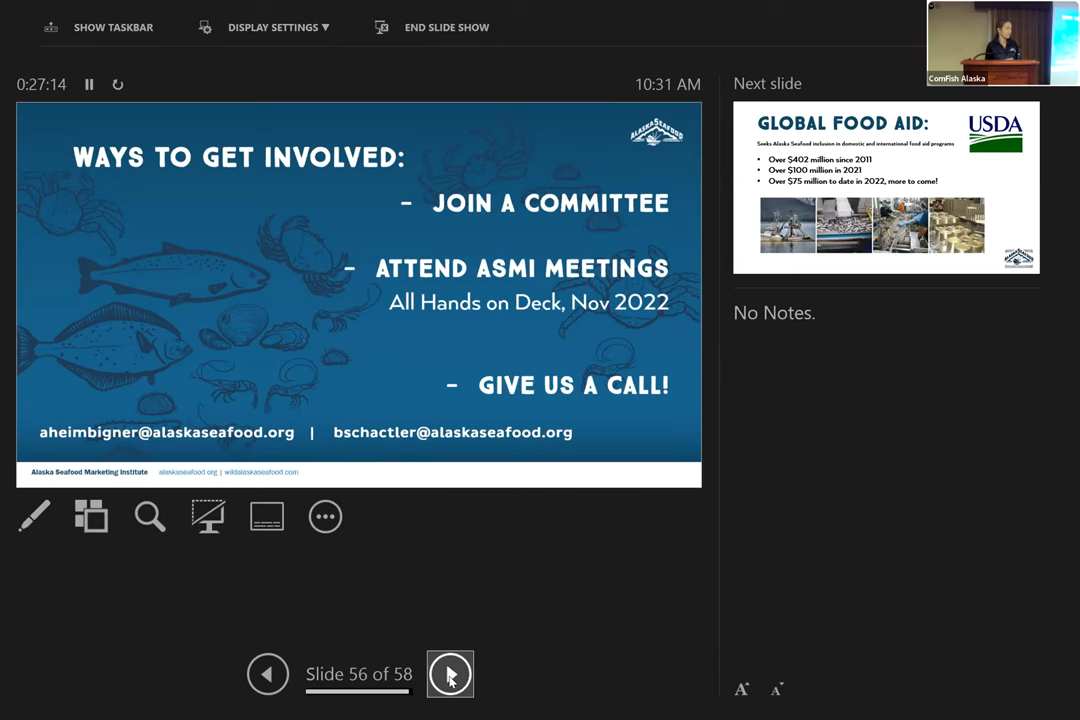 SHOW TASKBAR
DISPLAY SETTINGS ▼
END SLIDE SHOW
ComFish Alaska
0:27:14
10:31 AM
ALASKA SEAFOOD
WAYS TO GET INVOLVED:
- JOIN A COMMITTEE
- ATTEND ASMI MEETINGS
All Hands on Deck, Nov 2022
- GIVE US A CALL!
aheimbigner@alaskaseafood.org | bschactler@alaskaseafood.org
Alaska Seafood Marketing Institute alaskaseafood.org | wildalaskaseafood.com
Next slide
GLOBAL FOOD AID:
USDA
Seeks Alaska Seafood inclusion in domestic and international food aid programs
• Over $402 million since 2011
• Over $100 million in 2021
• Over $75 million to date in 2022, more to come!
No Notes.
Slide 56 of 58
A A